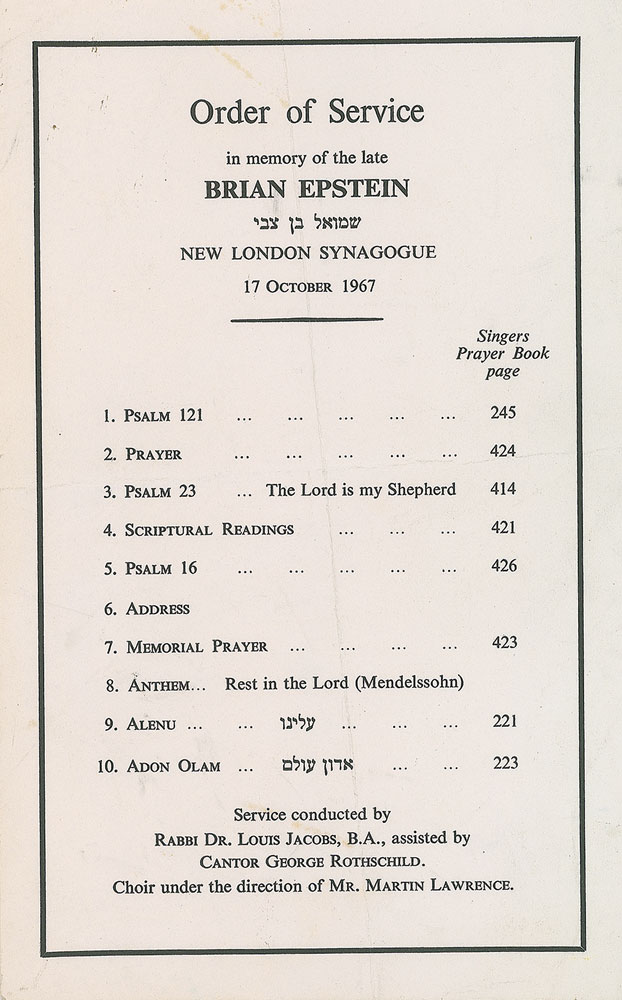 Order of Service
in memory of the late
BRIAN EPSTEIN
שמואל בן צבי
NEW LONDON SYNAGOGUE
17 OCTOBER 1967
Singers
Prayer Book
page
1. PSALM 121 ... ... ... ... ... 245
2. PRAYER ... ... ... ... ... 424
3. PSALM 23 ... The Lord is my Shepherd 414
4. SCRIPTURAL READINGS ... ... ... 421
5. PSALM 16 ... ... ... ... ... 426
6. ADDRESS
7. MEMORIAL PRAYER ... ... ... ... 423
8. ANTHEM... Rest in the Lord (Mendelssohn)
9. ALENU ... ... עלינו ... ... ... 221
10. ADON OLAM ... אדון עולם ... ... 223
Service conducted by
RABBI DR. LOUIS JACOBS, B.A., assisted by
CANTOR GEORGE ROTHSCHILD.
Choir under the direction of MR. MARTIN LAWRENCE.